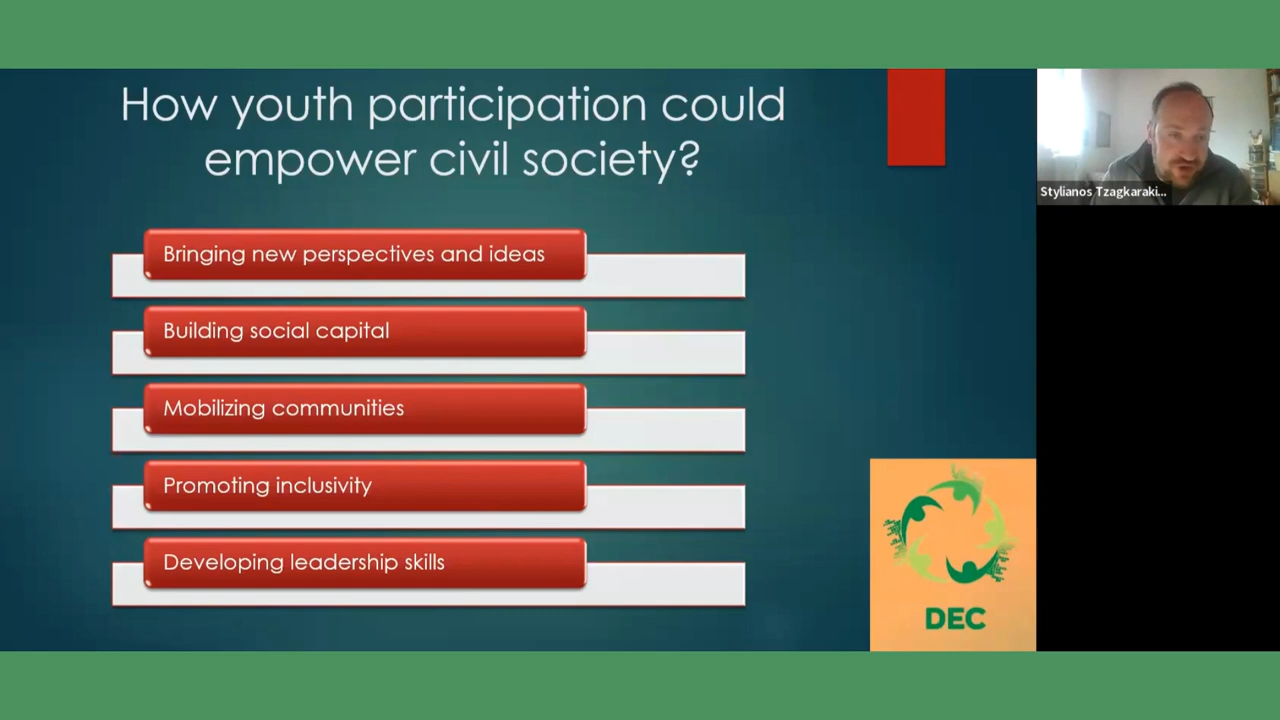 How youth participation could
empower civil society?
Bringing new perspectives and ideas
Building social capital
Mobilizing communities
Promoting inclusivity
Developing leadership skills
DEC
Stylianos Tzagkaraki...